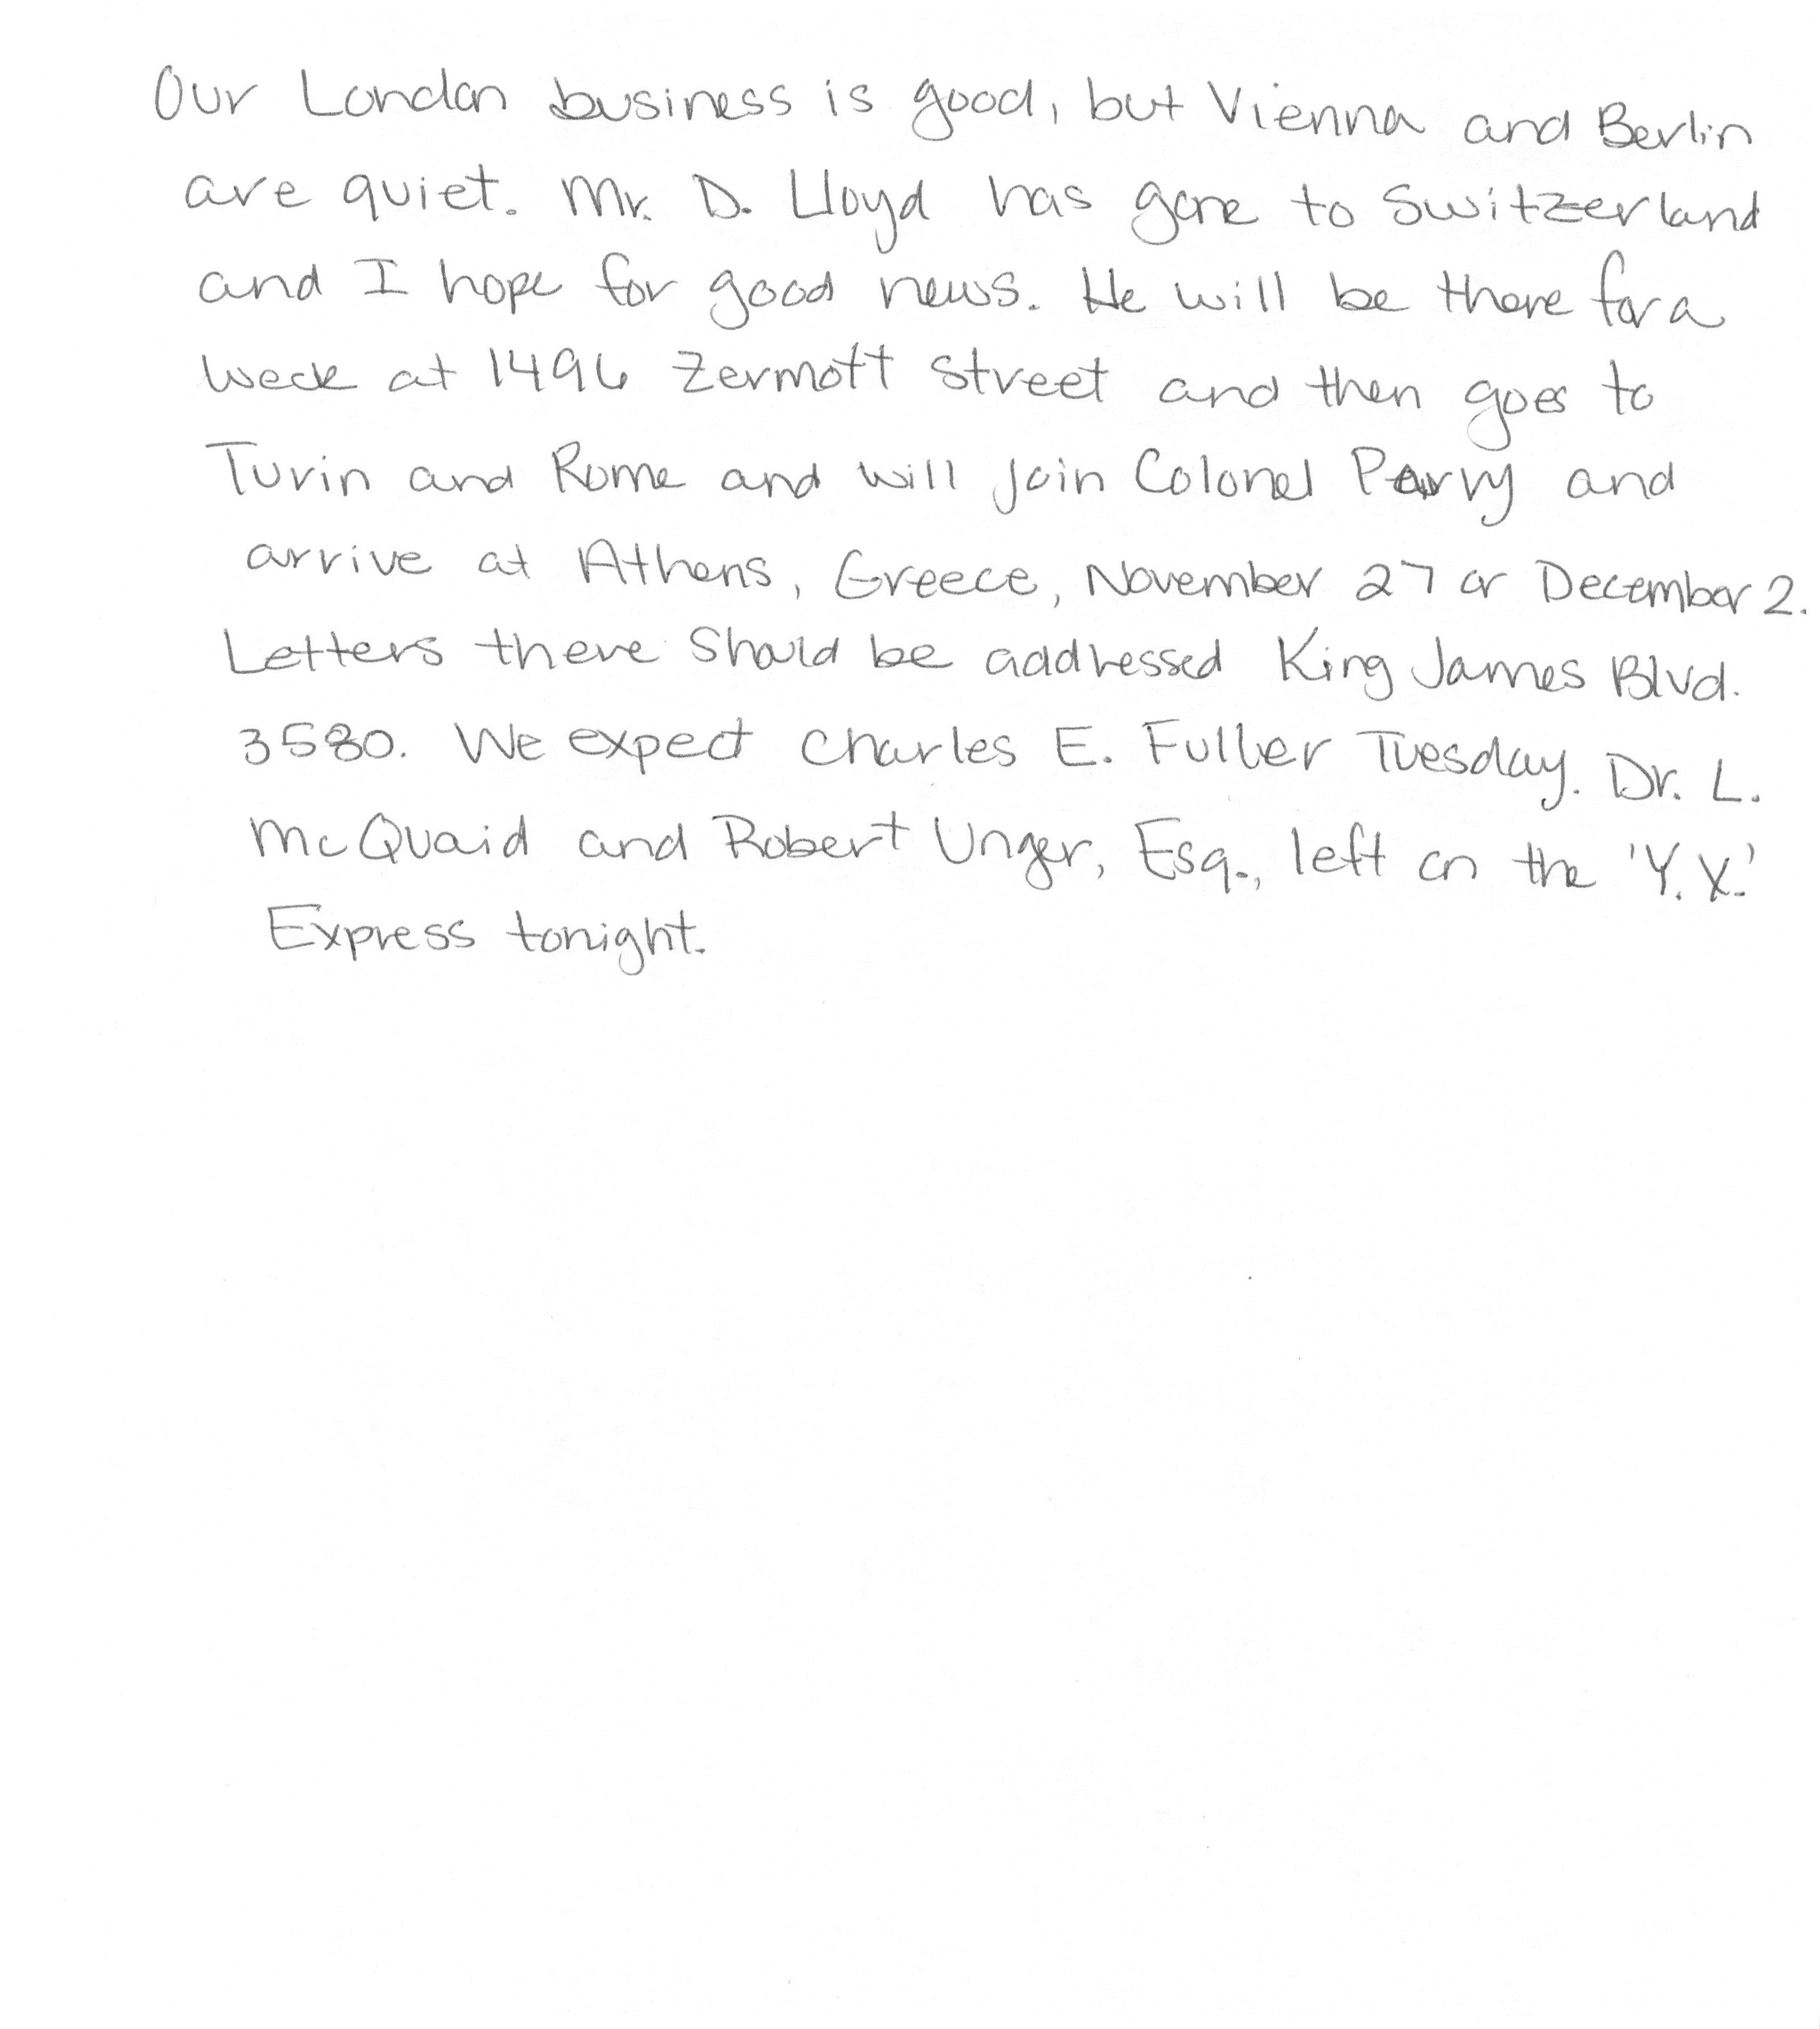 Our London business is good, but Vienna and Berlin
are quiet. Mr. D. Lloyd has gone to Switzerland
and I hope for good news. He will be there for a
week at 1496 Zermott Street and then goes to
Turin and Rome and will join Colonel Parry and
arrive at Athens, Greece, November 27 or December 2.
Letters there should be addressed King James Blvd.
3580. We expect Charles E. Fuller Tuesday. Dr. L.
McQuaid and Robert Unger, Esq., left on the 'Y.X.'
Express tonight.